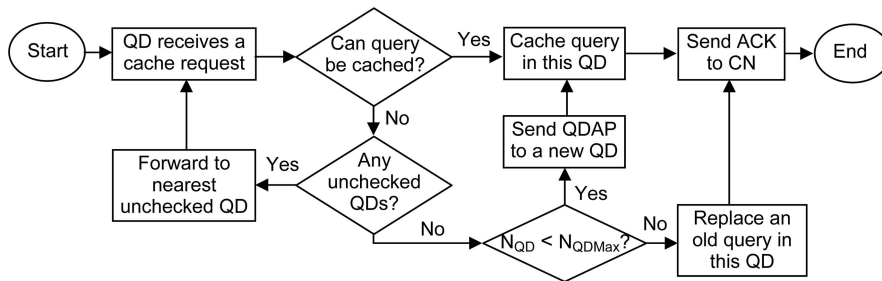 Start
QD receives a
cache request
Can query
be cached?
Yes
Cache query
in this QD
Send ACK
to CN
End
No
Send QDAP
to a new QD
Forward to
nearest
unchecked QD
Yes
Any
unchecked
QDs?
Yes
No
N_QD < N_QDMax?
No
Replace an
old query in
this QD